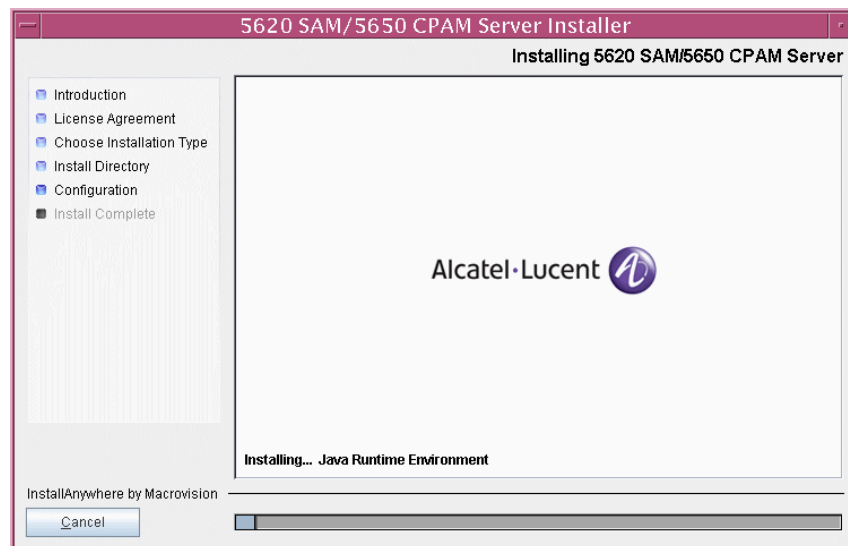 5620 SAM/5650 CPAM Server Installer
Installing 5620 SAM/5650 CPAM Server
Introduction
License Agreement
Choose Installation Type
Install Directory
Configuration
Install Complete
Alcatel·Lucent
Installing... Java Runtime Environment
InstallAnywhere by Macrovision
Cancel